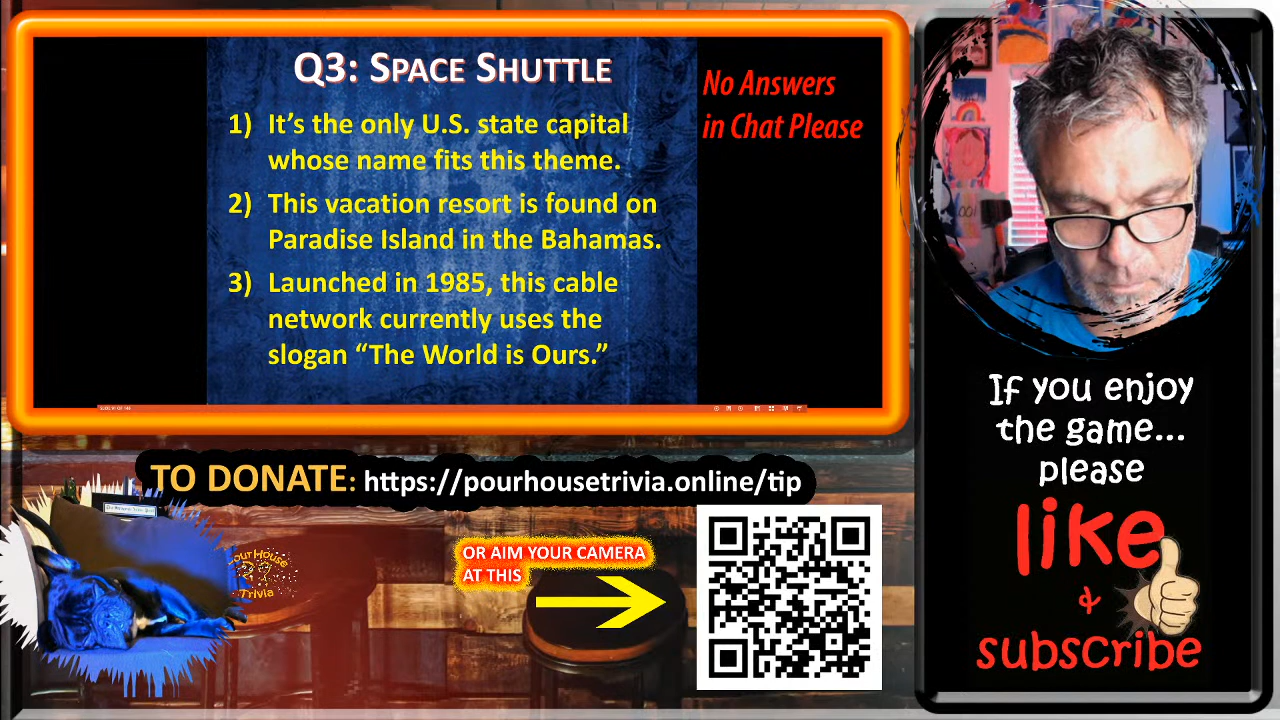 Q3: SPACE SHUTTLE
No Answers
in Chat Please
1) It's the only U.S. state capital
whose name fits this theme.
2) This vacation resort is found on
Paradise Island in the Bahamas.
3) Launched in 1985, this cable
network currently uses the
slogan “The World is Ours.”
If you enjoy
the game...
please
like
&
subscribe
TO DONATE: https://pourhousetrivia.online/tip
OR AIM YOUR CAMERA
AT THIS
Pour House
Trivia